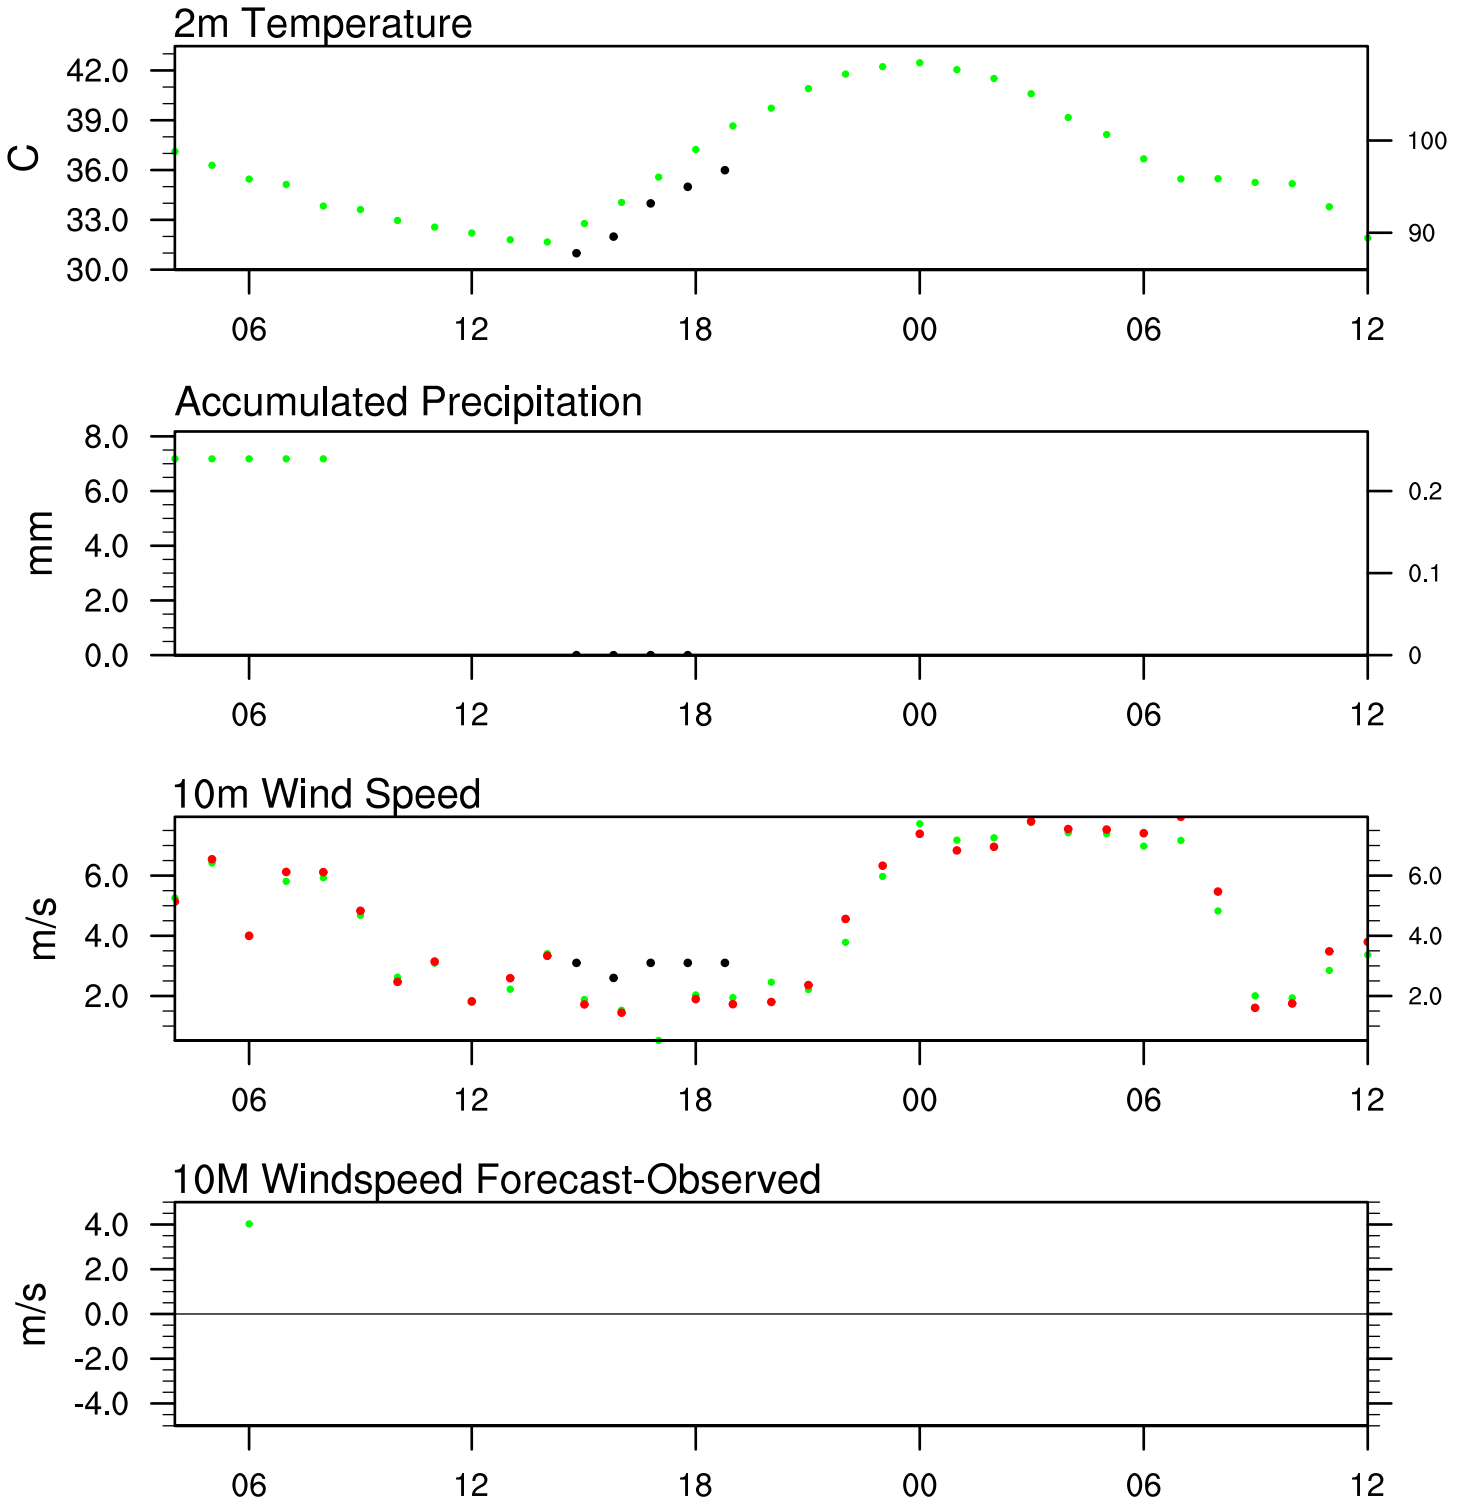 2m Temperature
42.0
39.0
36.0
33.0
30.0
C
100
90
06 12 18 00 06 12
Accumulated Precipitation
8.0
6.0
4.0
2.0
0.0
mm
0.2
0.1
0
06 12 18 00 06 12
10m Wind Speed
6.0
4.0
2.0
m/s
6.0
4.0
2.0
06 12 18 00 06 12
10M Windspeed Forecast-Observed
4.0
2.0
0.0
-2.0
-4.0
m/s
06 12 18 00 06 12